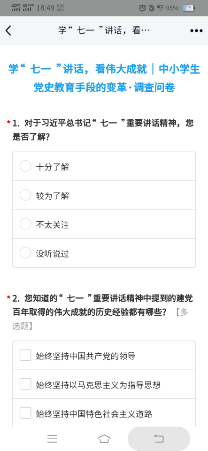 18:49
95%
学“七一”讲话，看…
学“七一”讲话，看伟大成就｜中小学生
党史教育手段的变革·调查问卷
*1. 对于习近平总书记“七一”重要讲话精神，您
是否了解？
十分了解
较为了解
不太关注
没听说过
*2. 您知道的“七一”重要讲话精神中提到的建党
百年取得的伟大成就的历史经验都有哪些？【多
选题】
始终坚持中国共产党的领导
始终坚持以马克思主义为指导思想
始终坚持中国特色社会主义道路